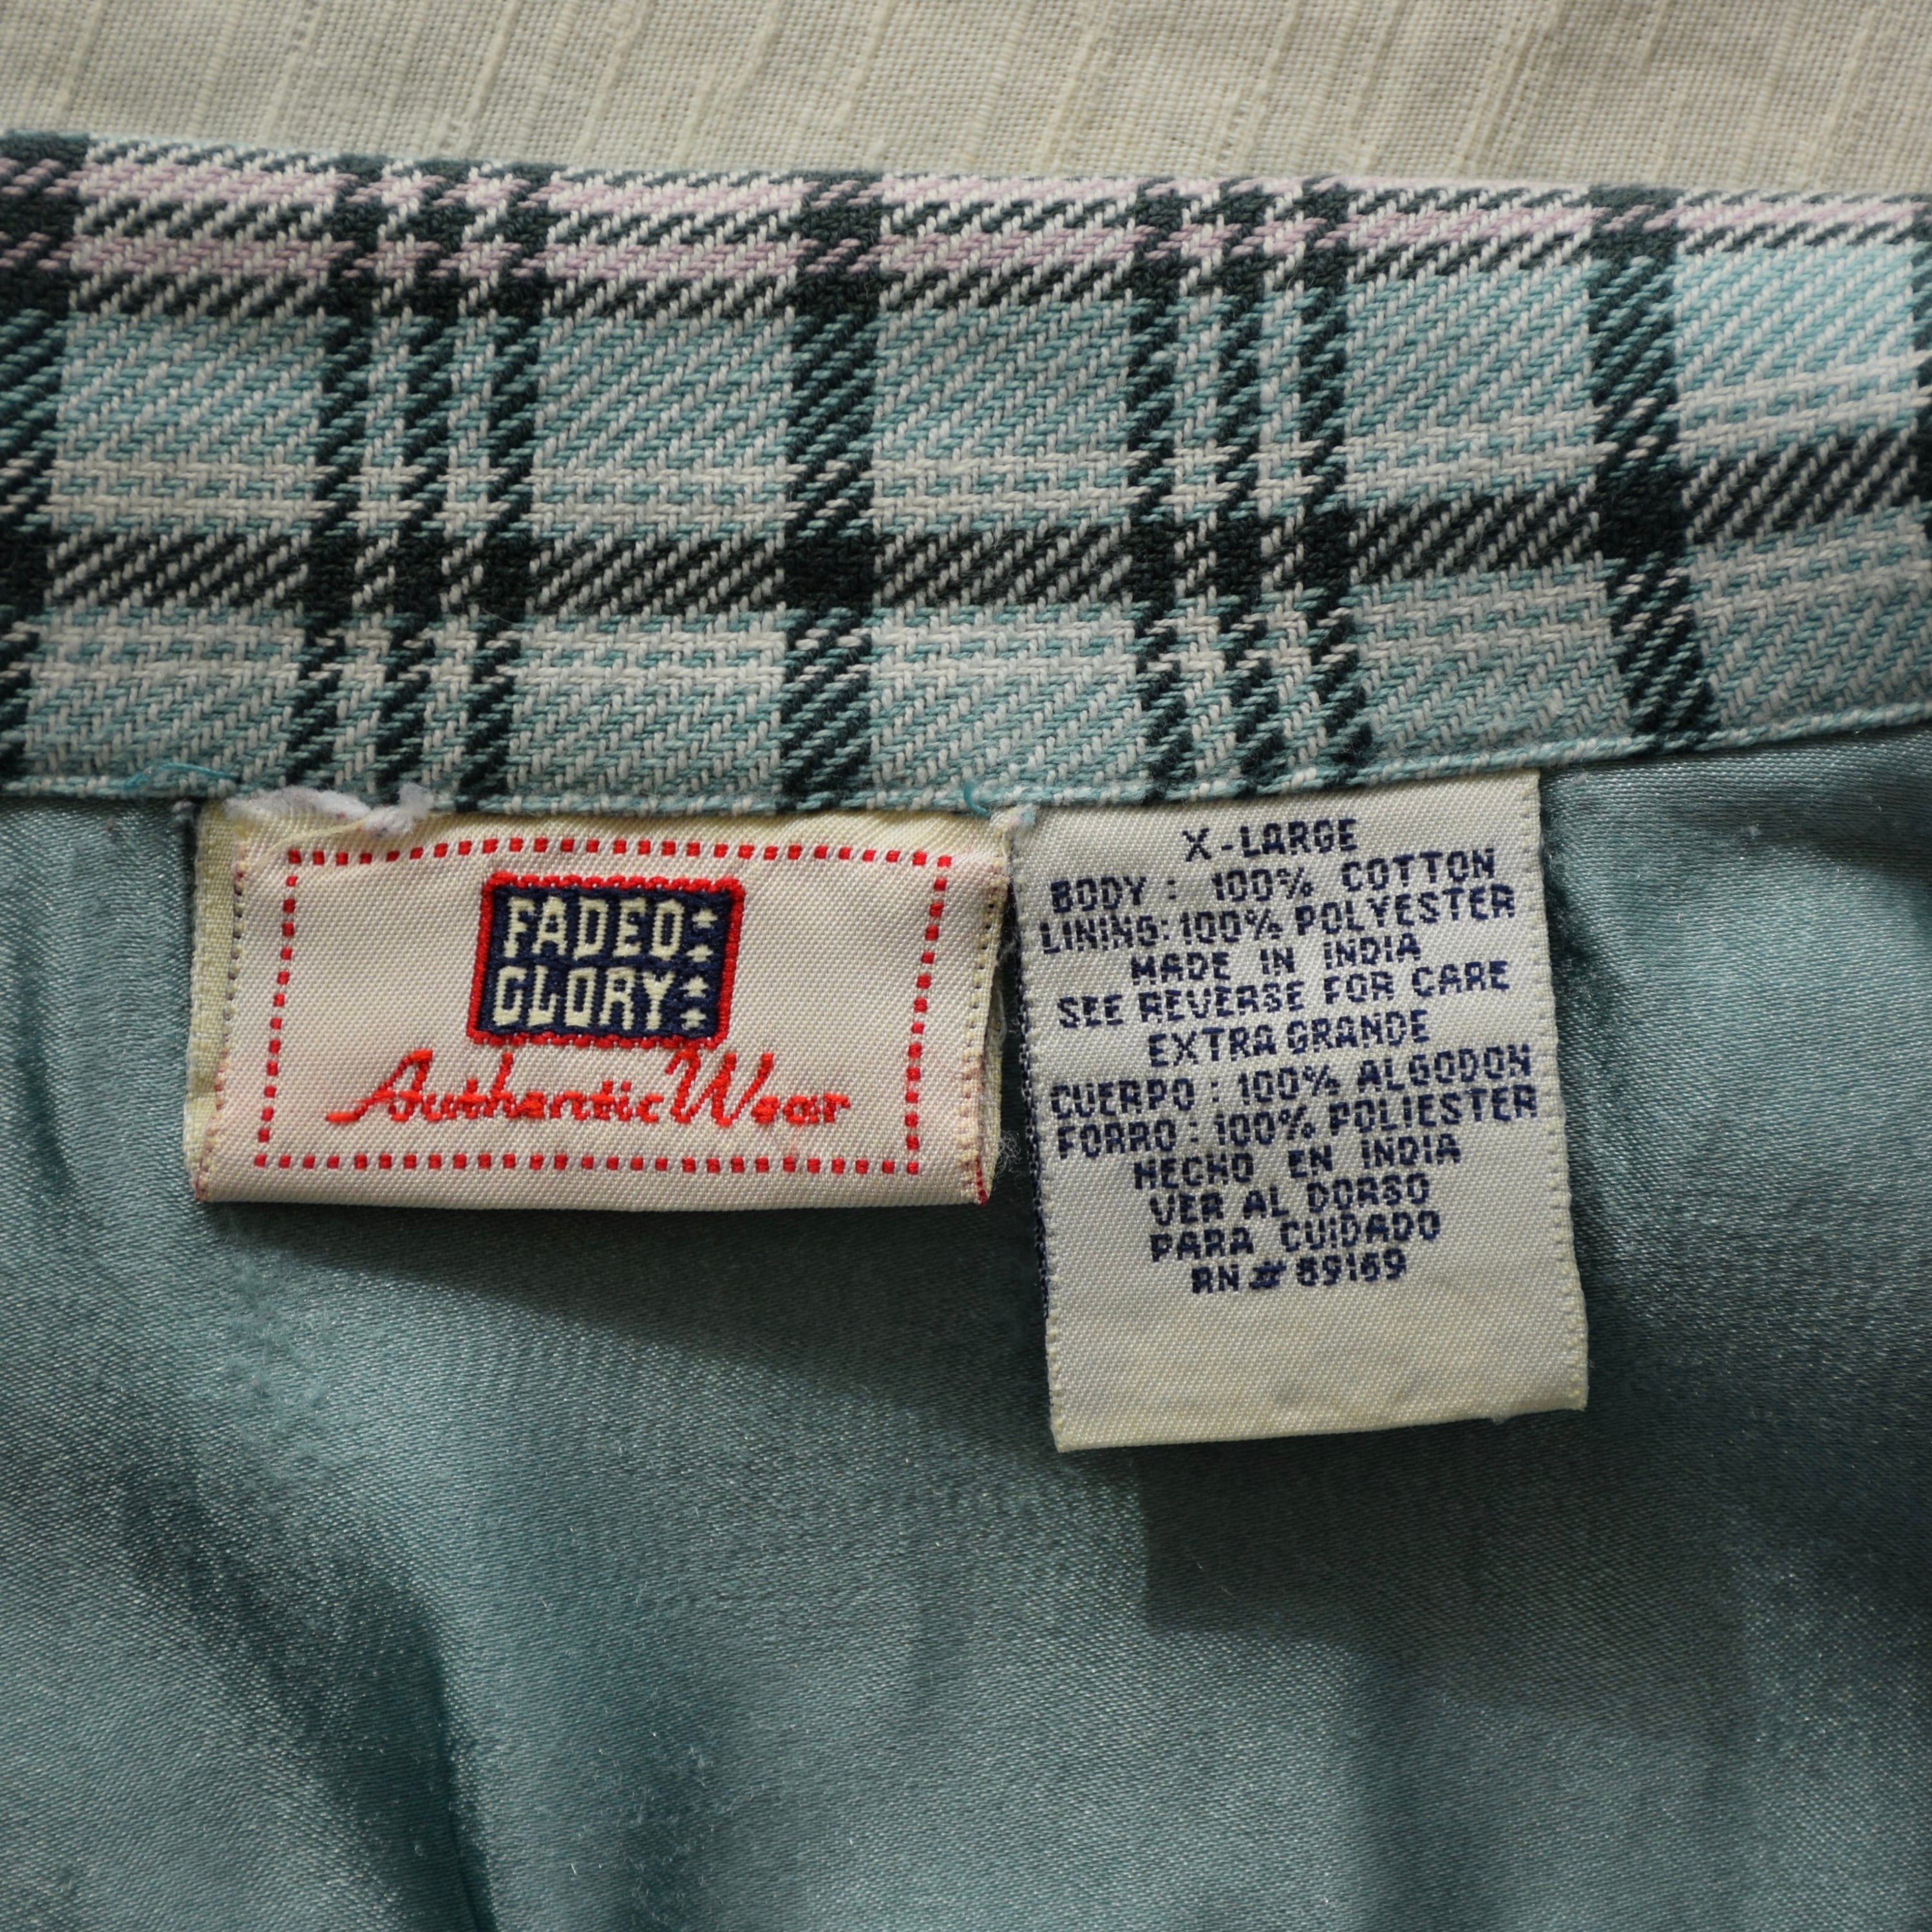 FADED
GLORY
Authentic Wear
X-LARGE
BODY : 100% COTTON
LINING: 100% POLYESTER
MADE IN INDIA
SEE REVERSE FOR CARE
EXTRA GRANDE
CUERPO : 100% ALGODON
FORRO : 100% POLIESTER
HECHO EN INDIA
VER AL DORSO
PARA CUIDADO
RN#